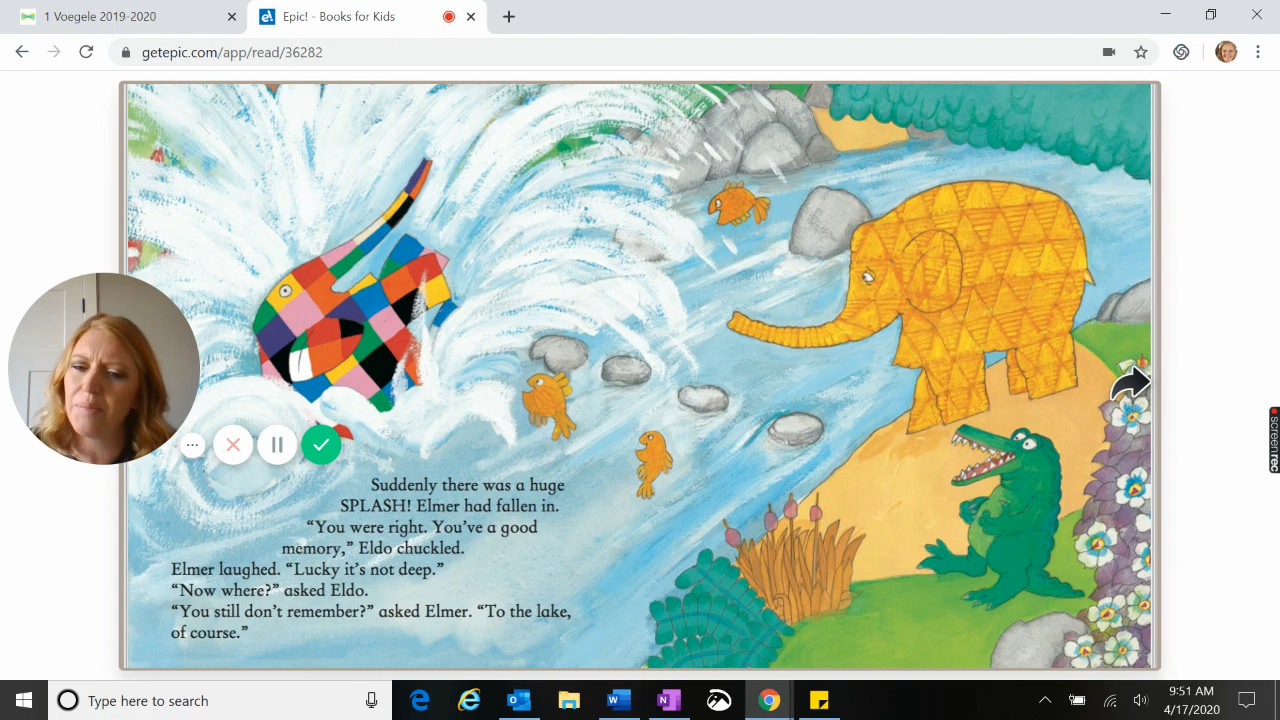 1 Voegele 2019-2020
Epic! - Books for Kids
getepic.com/app/read/36282
Suddenly there was a huge
SPLASH! Elmer had fallen in.
“You were right. You’ve a good
memory,” Eldo chuckled.
Elmer laughed. “Lucky it’s not deep.”
“Now where?” asked Eldo.
“You still don’t remember?” asked Elmer. “To the lake,
of course.”
screenrec
Type here to search
9:51 AM
4/17/2020